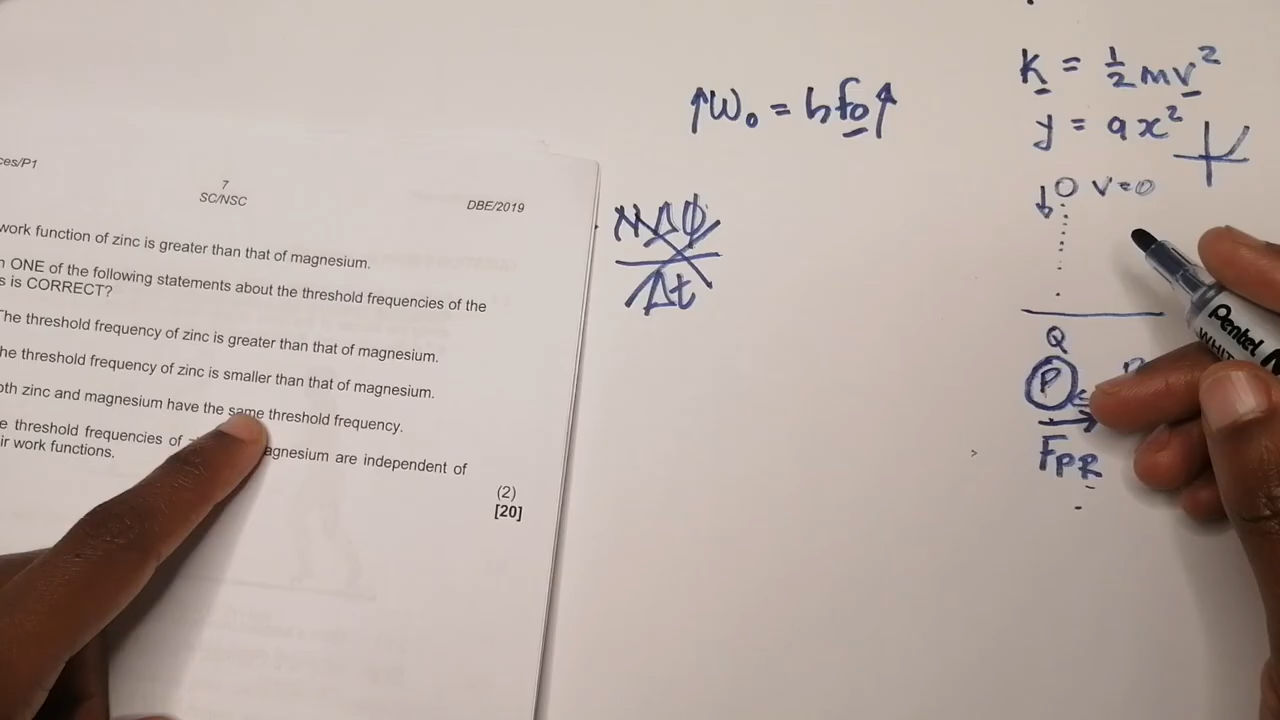 ces/P1
7
SC/NSC
DBE/2019
work function of zinc is greater than that of magnesium.
ONE of the following statements about the threshold frequencies of the
s is CORRECT?
The threshold frequency of zinc is greater than that of magnesium.
he threshold frequency of zinc is smaller than that of magnesium.
oth zinc and magnesium have the same threshold frequency.
e threshold frequencies of agnesium are independent of
ir work functions.
(2)
[20]
↑W₀ = hf₀↑
NΔΦ
Δt
K = ½mv²
y = ax²
V=0
Q
P
FPR
Pentel
WHIT